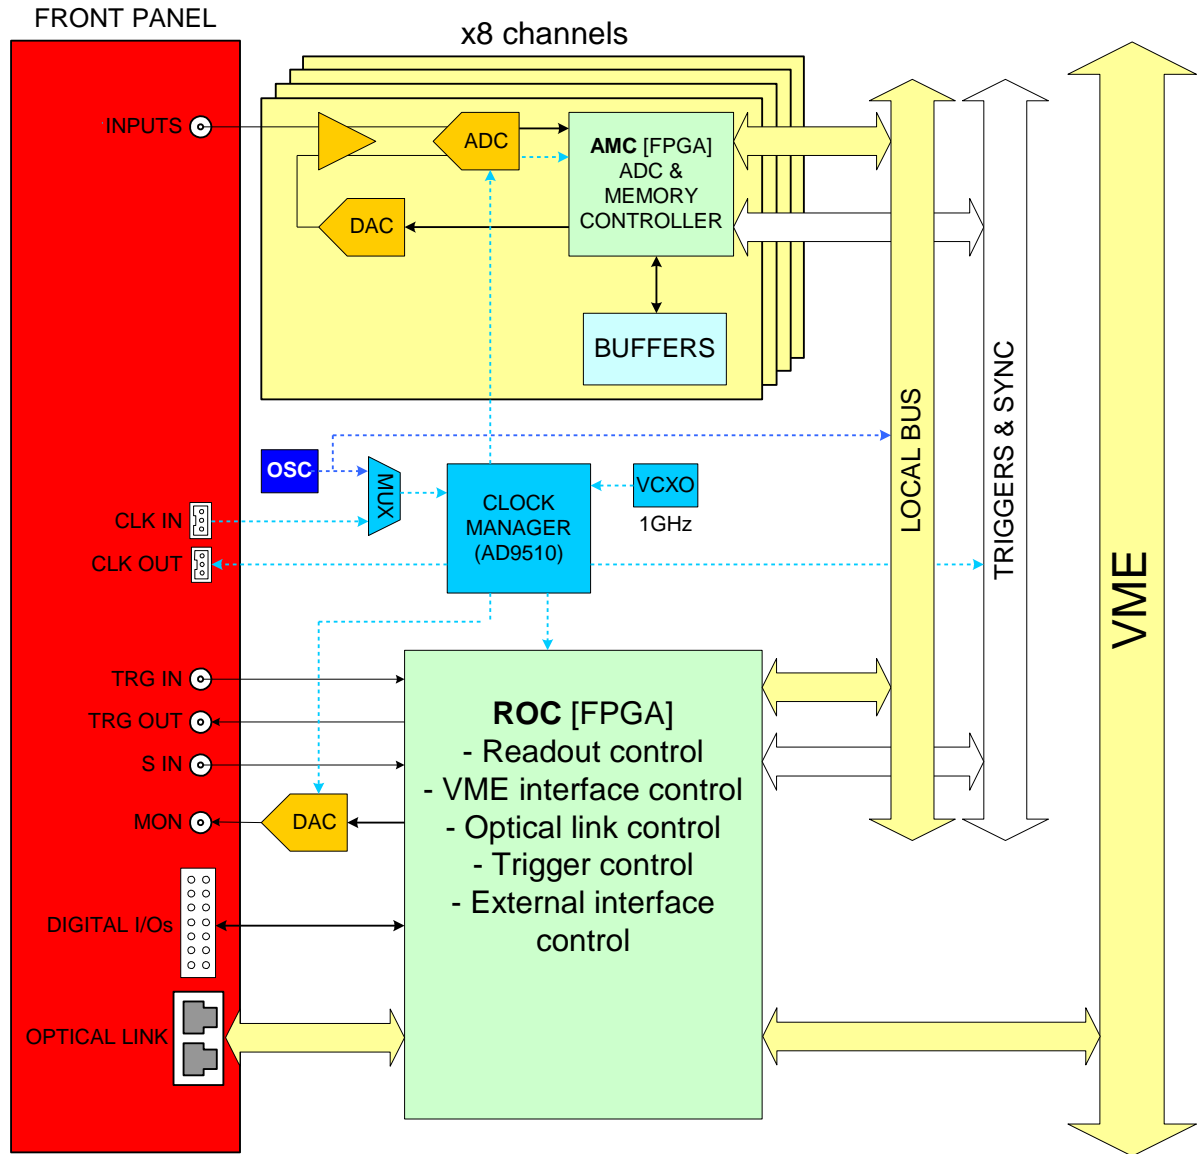 FRONT PANEL
x8 channels
INPUTS
ADC
AMC [FPGA]
ADC &
MEMORY
CONTROLLER
DAC
BUFFERS
LOCAL BUS
TRIGGERS & SYNC
VME
OSC
MUX
CLOCK
MANAGER
(AD9510)
VCXO
1GHz
CLK IN
CLK OUT
TRG IN
TRG OUT
S IN
MON
DAC
ROC [FPGA]
- Readout control
- VME interface control
- Optical link control
- Trigger control
- External interface
control
DIGITAL I/Os
OPTICAL LINK